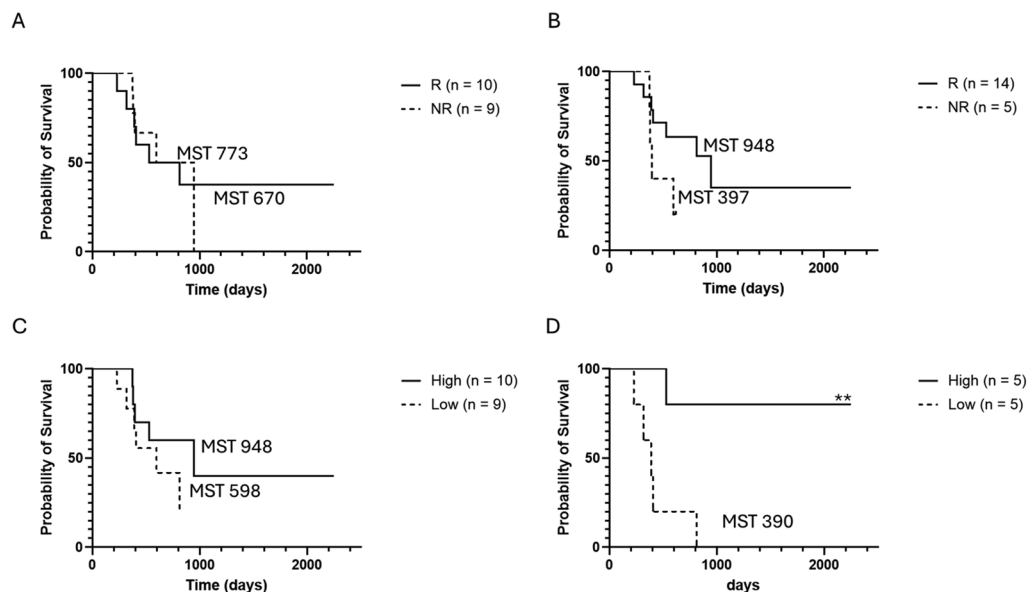 A
Probability of Survival
100
50
0
0
1000
2000
Time (days)
R (n = 10)
NR (n = 9)
MST 773
MST 670
B
Probability of Survival
100
50
0
0
1000
2000
Time (days)
R (n = 14)
NR (n = 5)
MST 948
MST 397
C
Probability of Survival
100
50
0
0
1000
2000
Time (days)
High (n = 10)
Low (n = 9)
MST 948
MST 598
D
Probability of Survival
100
50
0
0
1000
2000
days
High (n = 5)
Low (n = 5)
**
MST 390